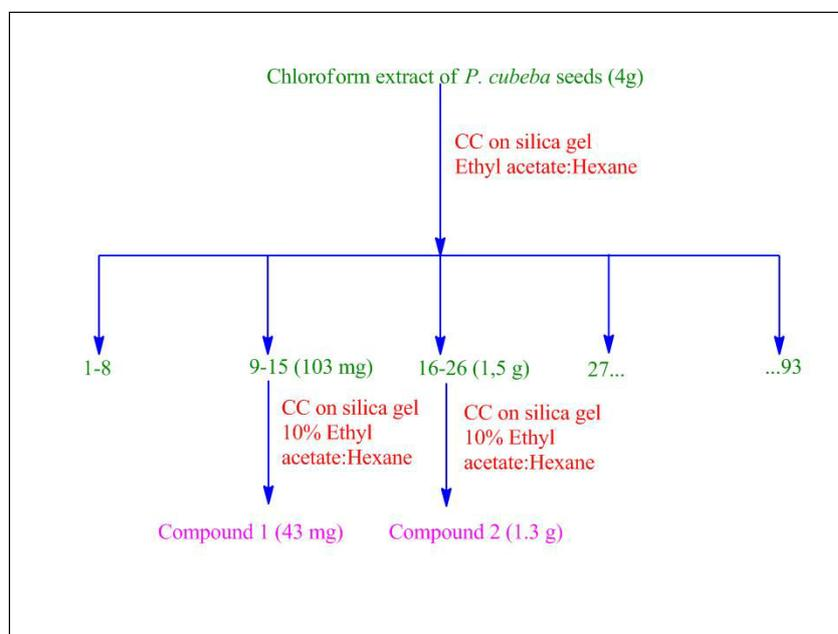 Chloroform extract of P. cubeba seeds (4g)
CC on silica gel
Ethyl acetate:Hexane
1-8
9-15 (103 mg)
16-26 (1,5 g)
27...
...93
CC on silica gel
10% Ethyl
acetate:Hexane
CC on silica gel
10% Ethyl
acetate:Hexane
Compound 1 (43 mg)
Compound 2 (1.3 g)